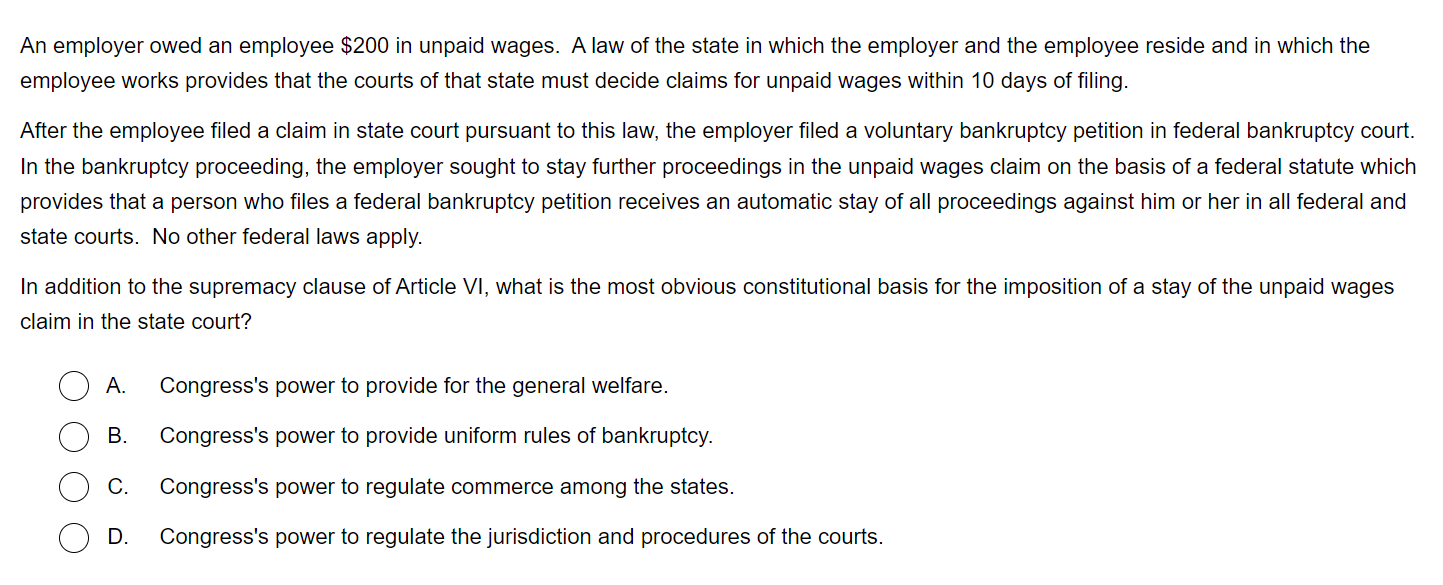 An employer owed an employee $200 in unpaid wages.  A law of the state in which the employer and the employee reside and in which the
employee works provides that the courts of that state must decide claims for unpaid wages within 10 days of filing.
After the employee filed a claim in state court pursuant to this law, the employer filed a voluntary bankruptcy petition in federal bankruptcy court.
In the bankruptcy proceeding, the employer sought to stay further proceedings in the unpaid wages claim on the basis of a federal statute which
provides that a person who files a federal bankruptcy petition receives an automatic stay of all proceedings against him or her in all federal and
state courts.  No other federal laws apply.
In addition to the supremacy clause of Article VI, what is the most obvious constitutional basis for the imposition of a stay of the unpaid wages
claim in the state court?
A. Congress's power to provide for the general welfare.
B. Congress's power to provide uniform rules of bankruptcy.
C. Congress's power to regulate commerce among the states.
D. Congress's power to regulate the jurisdiction and procedures of the courts.